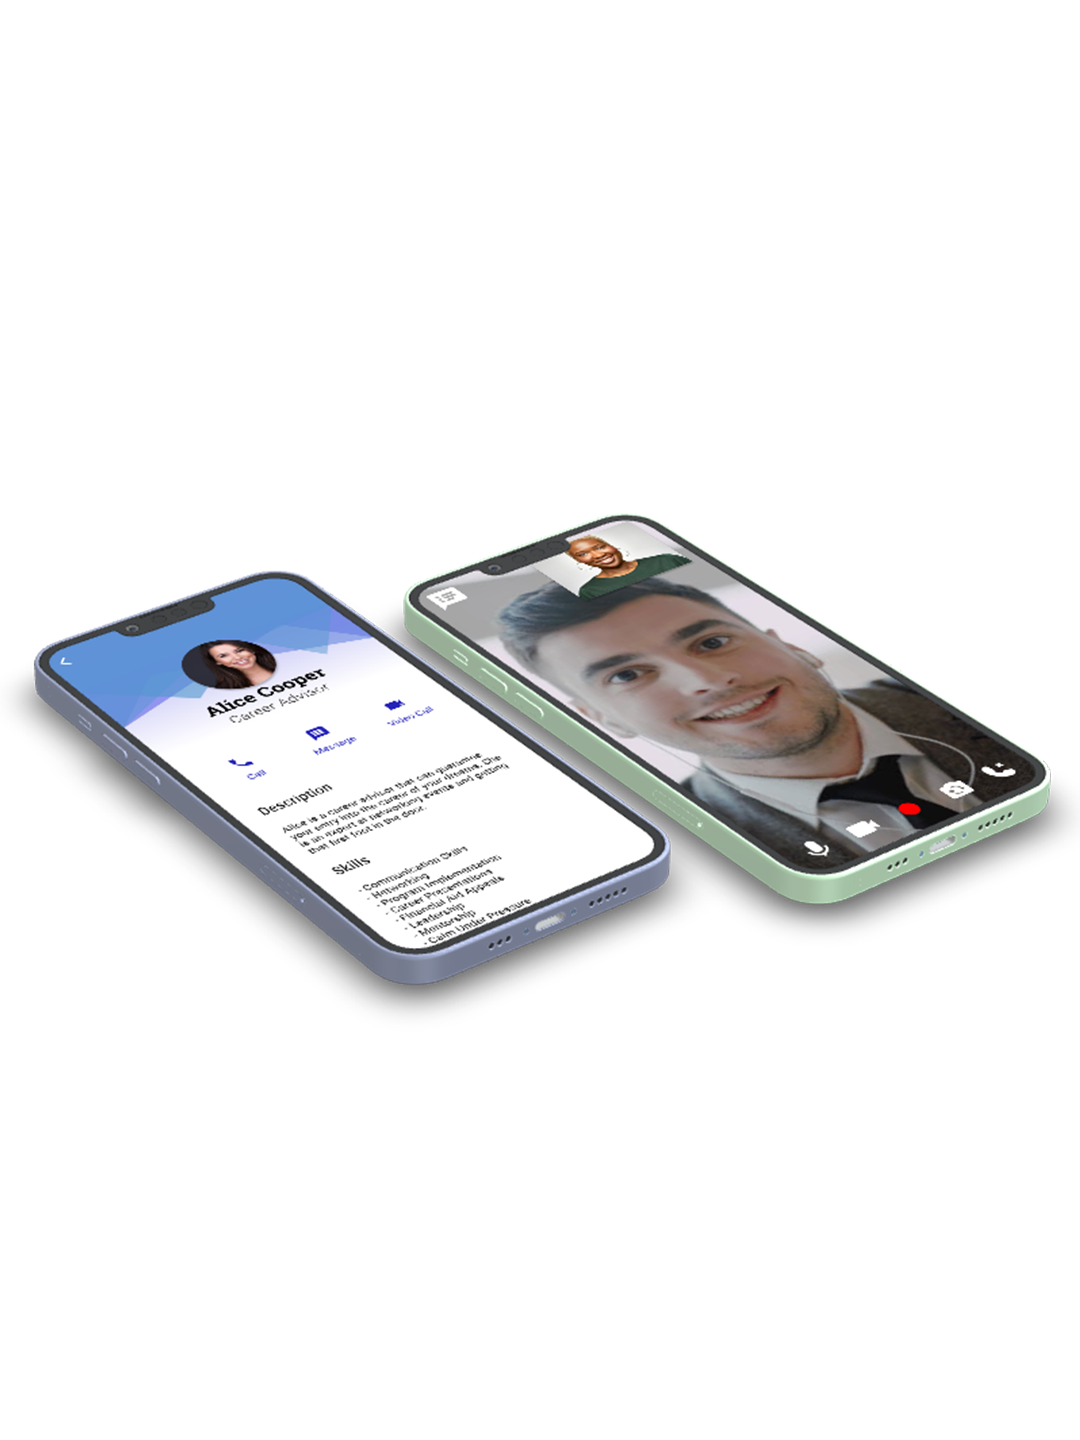 Alice Cooper
Career Advisor
Call
Message
Video Call
Description
Alice is a career advisor that can guarantee
your entry into the career of your dreams. She
is an expert at networking events and getting
that first foot in the door.
Skills
- Communication Skills
- Networking
- Program Implementation
- Career Presentations
- Financial Aid Appeals
- Leadership
- Mentorship
- Calm Under Pressure